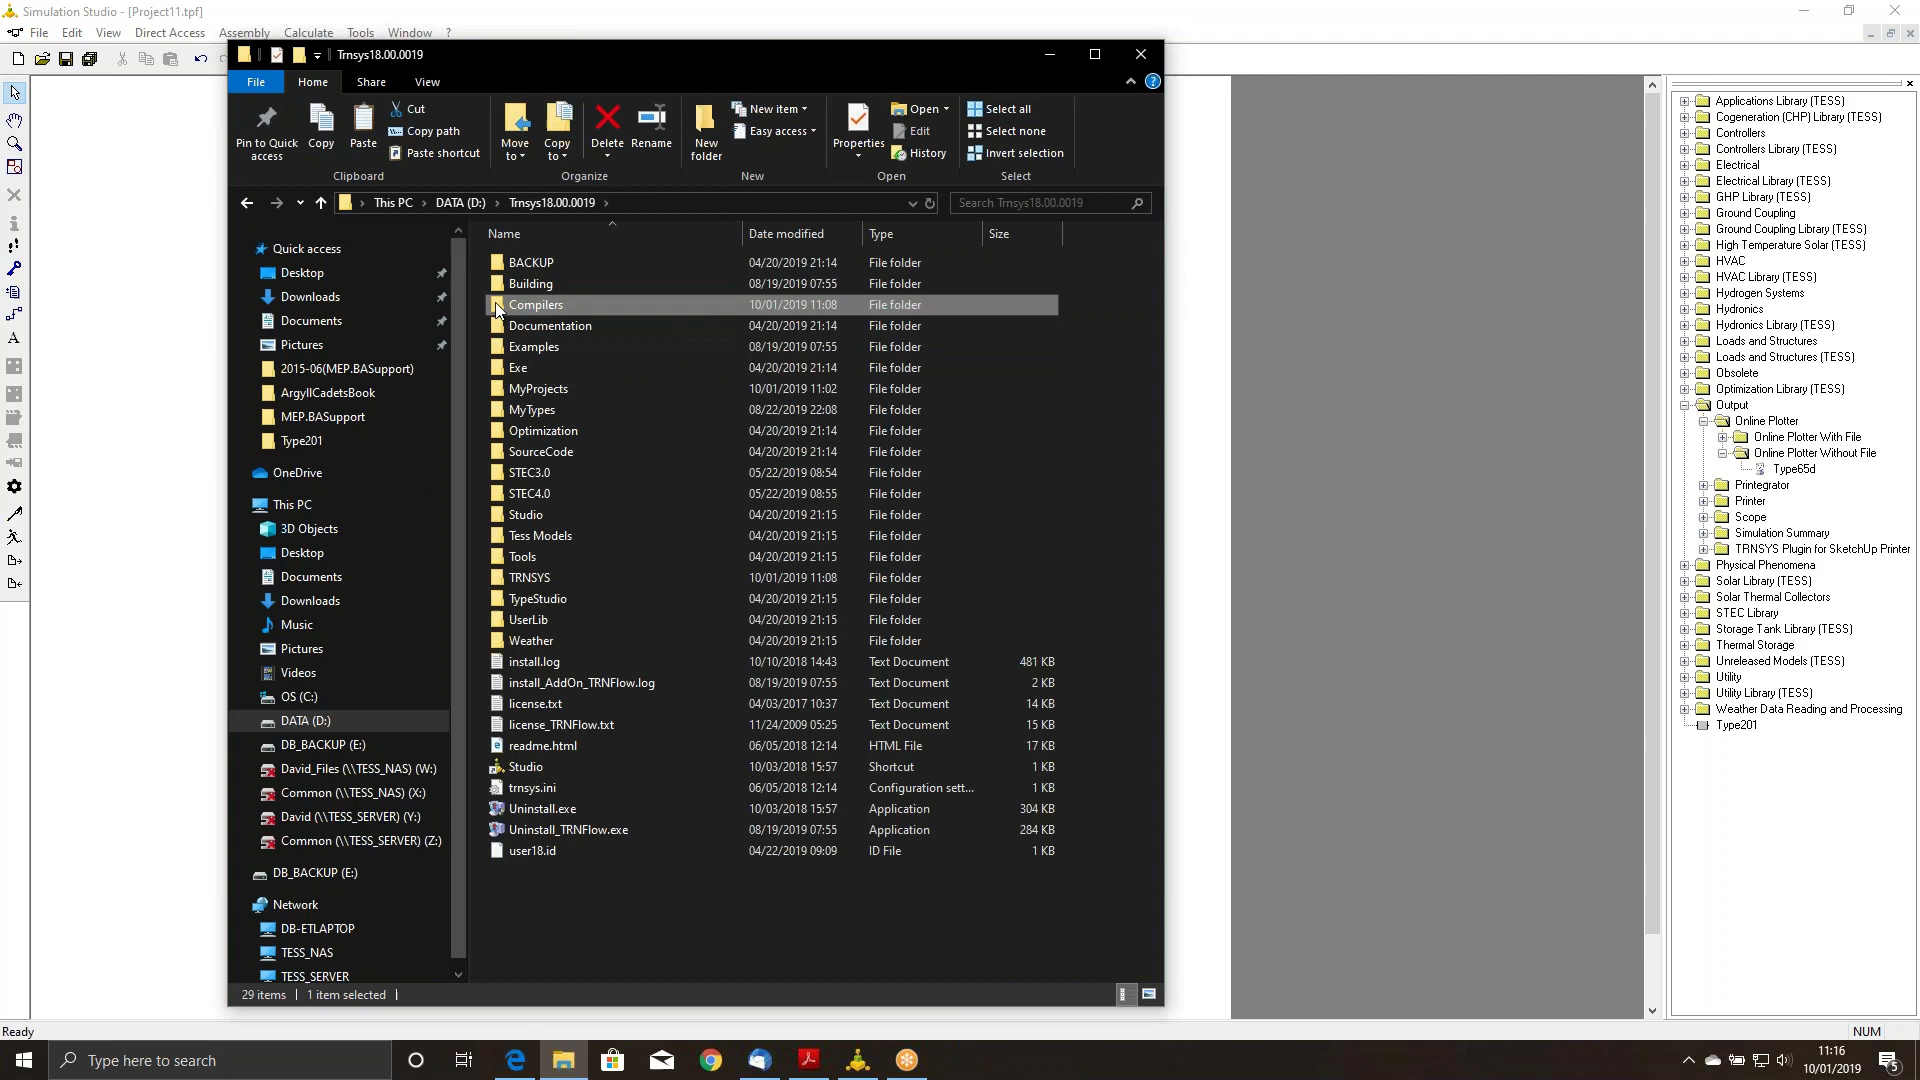 Simulation Studio - [Project11.tpf]
File Edit View Direct Access Assembly Calculate Tools Window ?
Trnsys18.00.0019
File Home Share View
Pin to Quick access
Copy
Paste
Cut
Copy path
Paste shortcut
Clipboard
Move to
Copy to
Delete
Rename
Organize
New folder
New item
Easy access
New
Properties
Open
Edit
History
Open
Select all
Select none
Invert selection
Select
This PC DATA (D:) Trnsys18.00.0019
Search Trnsys18.00.0019
Quick access
Desktop
Downloads
Documents
Pictures
2015-06(MEP.BASupport)
ArgyllCadetsBook
MEP.BASupport
Type201
OneDrive
This PC
3D Objects
Desktop
Documents
Downloads
Music
Pictures
Videos
OS (C:)
DATA (D:)
DB_BACKUP (E:)
David_Files (\\TESS_NAS) (W:)
Common (\\TESS_NAS) (X:)
David (\\TESS_SERVER) (Y:)
Common (\\TESS_SERVER) (Z:)
DB_BACKUP (E:)
Network
DB-ETLAPTOP
TESS_NAS
TESS_SERVER
Name Date modified Type Size
BACKUP 04/20/2019 21:14 File folder
Building 08/19/2019 07:55 File folder
Compilers 10/01/2019 11:08 File folder
Documentation 04/20/2019 21:14 File folder
Examples 08/19/2019 07:55 File folder
Exe 04/20/2019 21:14 File folder
MyProjects 10/01/2019 11:02 File folder
MyTypes 08/22/2019 22:08 File folder
Optimization 04/20/2019 21:14 File folder
SourceCode 04/20/2019 21:14 File folder
STEC3.0 05/22/2019 08:54 File folder
STEC4.0 05/22/2019 08:55 File folder
Studio 04/20/2019 21:15 File folder
Tess Models 04/20/2019 21:15 File folder
Tools 04/20/2019 21:15 File folder
TRNSYS 10/01/2019 11:08 File folder
TypeStudio 04/20/2019 21:15 File folder
UserLib 04/20/2019 21:15 File folder
Weather 04/20/2019 21:15 File folder
install.log 10/10/2018 14:43 Text Document 481 KB
install_AddOn_TRNFlow.log 08/19/2019 07:55 Text Document 2 KB
license.txt 04/03/2017 10:37 Text Document 14 KB
license_TRNFlow.txt 11/24/2009 05:25 Text Document 15 KB
readme.html 06/05/2018 12:14 HTML File 17 KB
Studio 10/03/2018 15:57 Shortcut 1 KB
trnsys.ini 06/05/2018 12:14 Configuration sett... 1 KB
Uninstall.exe 10/03/2018 15:57 Application 304 KB
Uninstall_TRNFlow.exe 08/19/2019 07:55 Application 284 KB
user18.id 04/22/2019 09:09 ID File 1 KB
29 items 1 item selected
Applications Library (TESS)
Cogeneration (CHP) Library (TESS)
Controllers
Controllers Library (TESS)
Electrical
Electrical Library (TESS)
GHP Library (TESS)
Ground Coupling
Ground Coupling Library (TESS)
High Temperature Solar (TESS)
HVAC
HVAC Library (TESS)
Hydrogen Systems
Hydronics
Hydronics Library (TESS)
Loads and Structures
Loads and Structures (TESS)
Obsolete
Optimization Library (TESS)
Output
Online Plotter
Online Plotter With File
Online Plotter Without File
Type65d
Printegrator
Printer
Scope
Simulation Summary
TRNSYS Plugin for SketchUp Printer
Physical Phenomena
Solar Library (TESS)
Solar Thermal Collectors
STEC Library
Storage Tank Library (TESS)
Thermal Storage
Unreleased Models (TESS)
Utility
Utility Library (TESS)
Weather Data Reading and Processing
Type201
Ready
NUM
Type here to search
11:16
10/01/2019
5